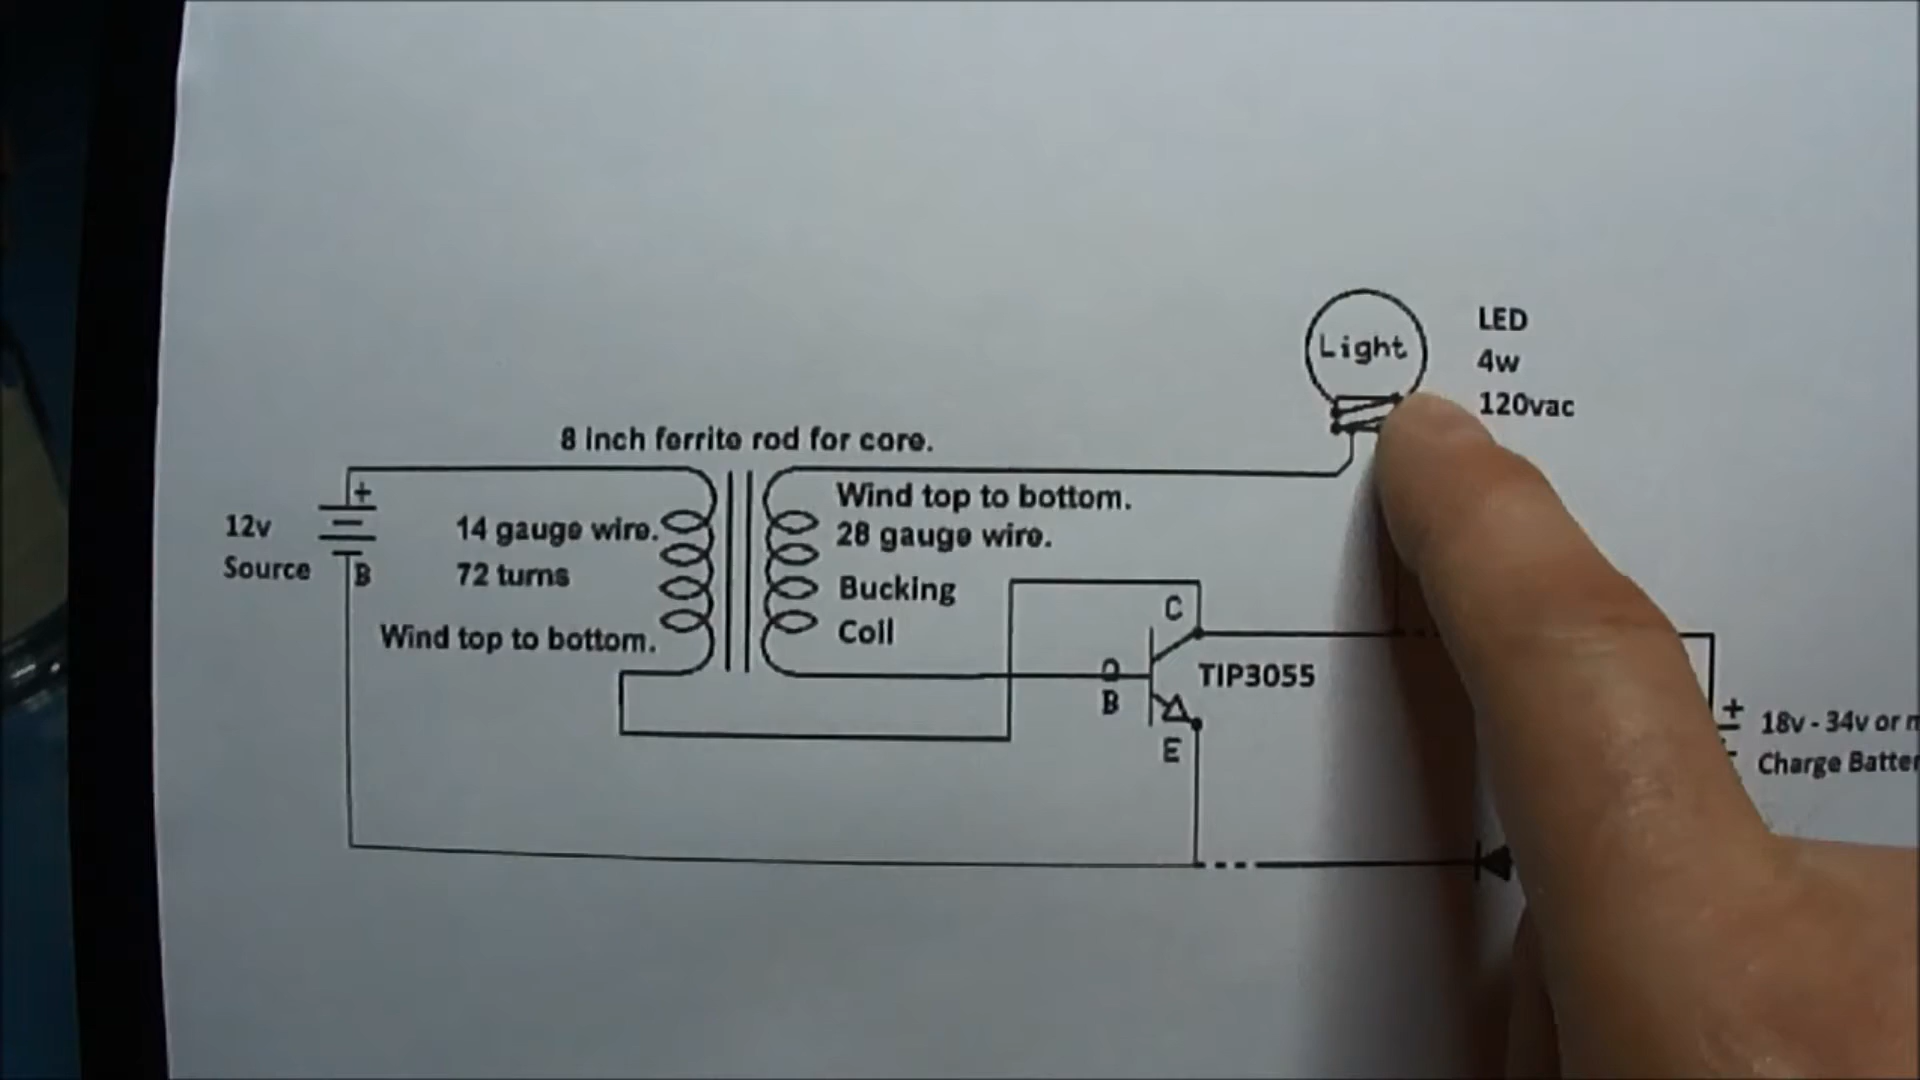 Light
LED
4w
120vac
8 inch ferrite rod for core.
+
12v
Source
B
14 gauge wire.
72 turns
Wind top to bottom.
Wind top to bottom.
28 gauge wire.
Bucking
Coil
C
B
TIP3055
E
+
18v - 34v or
Charge